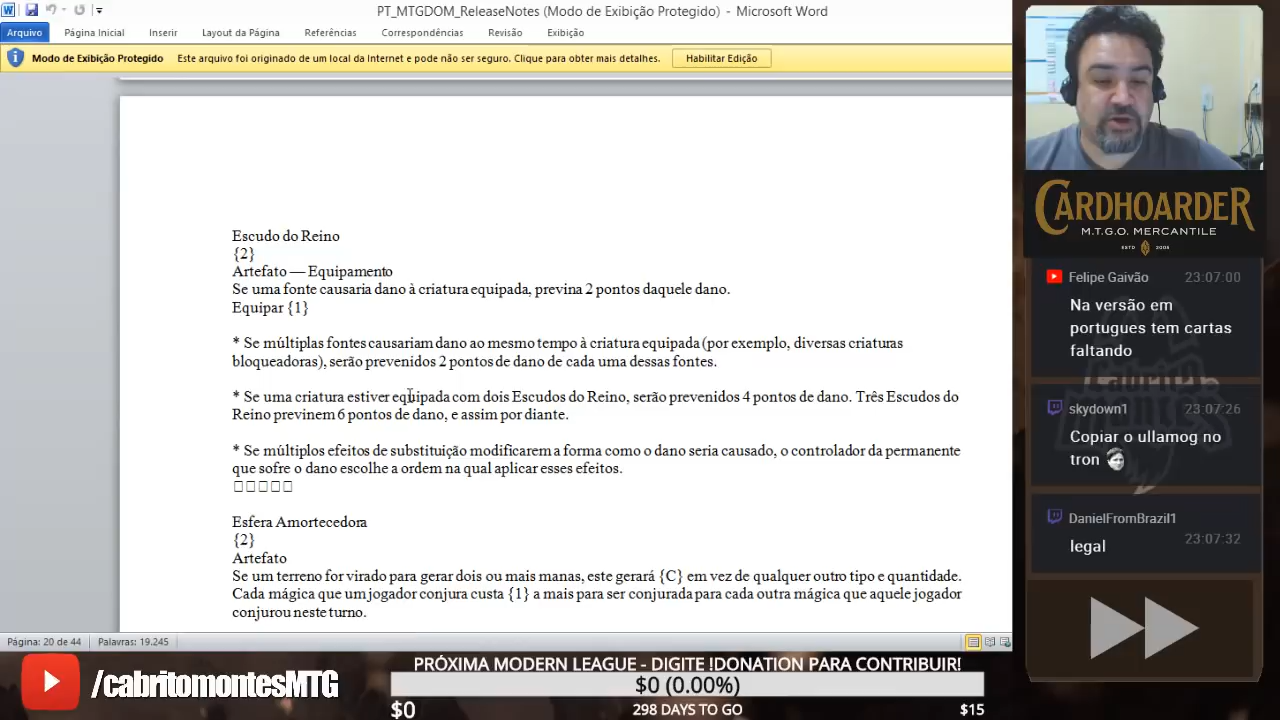 PT_MTGDOM_ReleaseNotes (Modo de Exibição Protegido) - Microsoft Word
Arquivo Página Inicial Inserir Layout da Página Referências Correspondências Revisão Exibição
Modo de Exibição Protegido Este arquivo foi originado de um local da Internet e pode não ser seguro. Clique para obter mais detalhes. Habilitar Edição
Escudo do Reino
{2}
Artefato — Equipamento
Se uma fonte causaria dano à criatura equipada, previna 2 pontos daquele dano.
Equipar {1}
* Se múltiplas fontes causariam dano ao mesmo tempo à criatura equipada (por exemplo, diversas criaturas
bloqueadoras), serão prevenidos 2 pontos de dano de cada uma dessas fontes.
* Se uma criatura estiver equipada com dois Escudos do Reino, serão prevenidos 4 pontos de dano. Três Escudos do
Reino previnem 6 pontos de dano, e assim por diante.
* Se múltiplos efeitos de substituição modificarem a forma como o dano seria causado, o controlador da permanente
que sofre o dano escolhe a ordem na qual aplicar esses efeitos.
Esfera Amortecedora
{2}
Artefato
Se um terreno for virado para gerar dois ou mais manas, este gerará {C} em vez de qualquer outro tipo e quantidade.
Cada mágica que um jogador conjura custa {1} a mais para ser conjurada para cada outra mágica que aquele jogador
conjurou neste turno.
Página: 20 de 44 Palavras: 19.245
CARDHOARDER
M.T.G.O. MERCANTILE
ESTD 2006
Felipe Gaivão 23:07:00
Na versão em
portugues tem cartas
faltando
skydown1 23:07:26
Copiar o ullamog no
tron
DanielFromBrazil1 23:07:32
legal
/cabritomontesMTG
PRÓXIMA MODERN LEAGUE - DIGITE !DONATION PARA CONTRIBUIR!
$0 (0.00%)
$0 298 DAYS TO GO $15